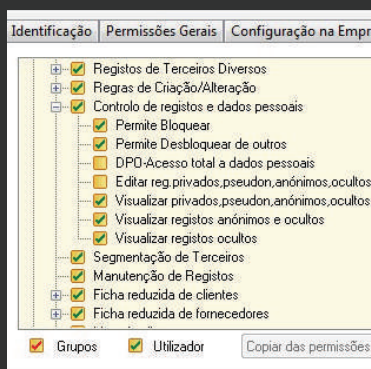 Identificação Permissões Gerais Configuração na Empr
Registos de Terceiros Diversos
Regras de Criação/Alteração
Controlo de registos e dados pessoais
Permite Bloquear
Permite Desbloquear de outros
DPO-Acesso total a dados pessoais
Editar reg.privados,pseudon,anónimos,ocultos
Visualizar privados,pseudon,anónimos,ocultos
Visualizar registos anónimos e ocultos
Visualizar registos ocultos
Segmentação de Terceiros
Manutenção de Registos
Ficha reduzida de clientes
Ficha reduzida de fornecedores
Grupos Utilizador Copiar das permissões